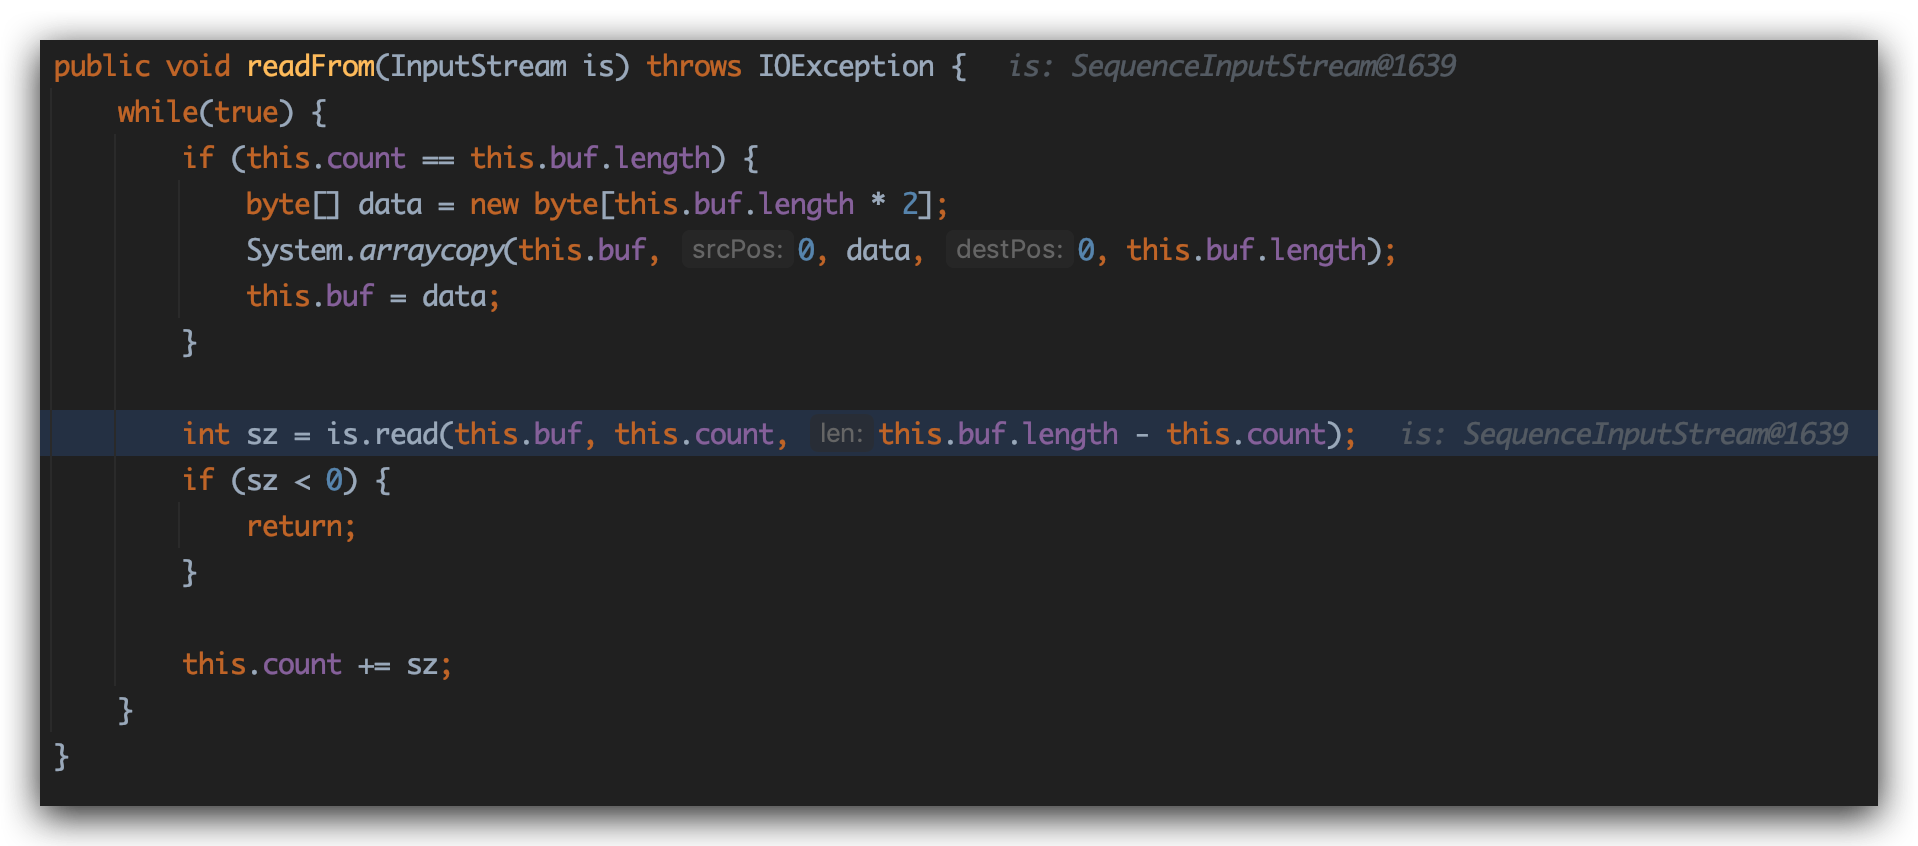 public void readFrom(InputStream is) throws IOException {   is: SequenceInputStream@1639
    while(true) {
        if (this.count == this.buf.length) {
            byte[] data = new byte[this.buf.length * 2];
            System.arraycopy(this.buf, srcPos: 0, data, destPos: 0, this.buf.length);
            this.buf = data;
        }

        int sz = is.read(this.buf, this.count, len: this.buf.length - this.count);   is: SequenceInputStream@1639
        if (sz < 0) {
            return;
        }

        this.count += sz;
    }
}